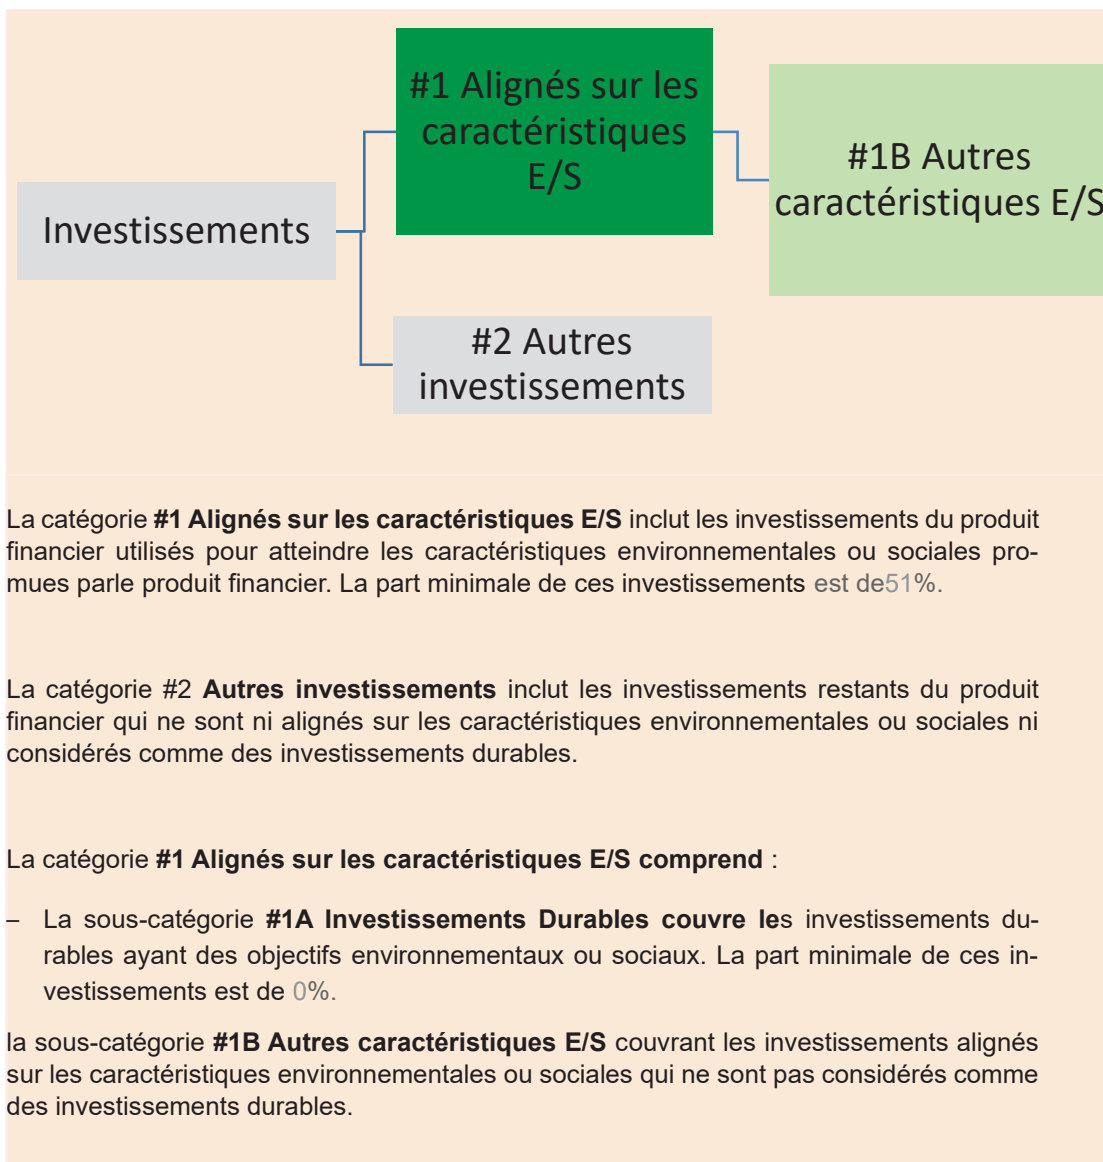 #1 Alignés sur les
caractéristiques
E/S
#1B Autres
caractéristiques E/S
Investissements
#2 Autres
investissements
La catégorie #1 Alignés sur les caractéristiques E/S inclut les investissements du produit
financier utilisés pour atteindre les caractéristiques environnementales ou sociales pro-
mues parle produit financier. La part minimale de ces investissements est de51%.
La catégorie #2 Autres investissements inclut les investissements restants du produit
financier qui ne sont ni alignés sur les caractéristiques environnementales ou sociales ni
considérés comme des investissements durables.
La catégorie #1 Alignés sur les caractéristiques E/S comprend :
– La sous-catégorie #1A Investissements Durables couvre les investissements du-
rables ayant des objectifs environnementaux ou sociaux. La part minimale de ces in-
vestissements est de 0%.
la sous-catégorie #1B Autres caractéristiques E/S couvrant les investissements alignés
sur les caractéristiques environnementales ou sociales qui ne sont pas considérés comme
des investissements durables.